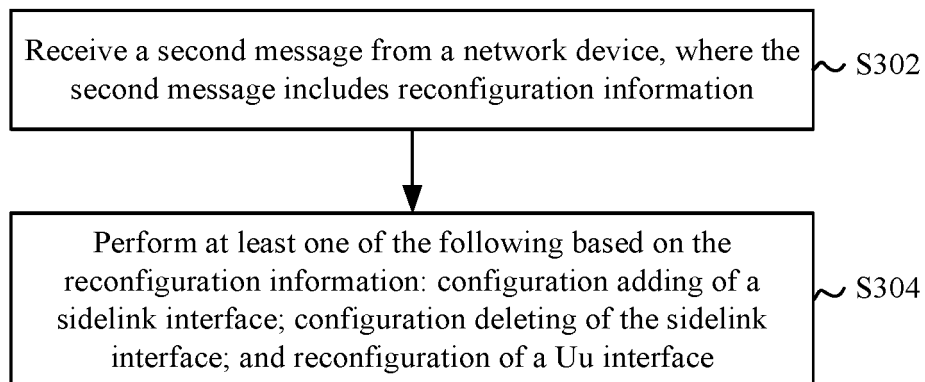 Receive a second message from a network device, where the
second message includes reconfiguration information
S302
Perform at least one of the following based on the
reconfiguration information: configuration adding of a
sidelink interface; configuration deleting of the sidelink
interface; and reconfiguration of a Uu interface
S304